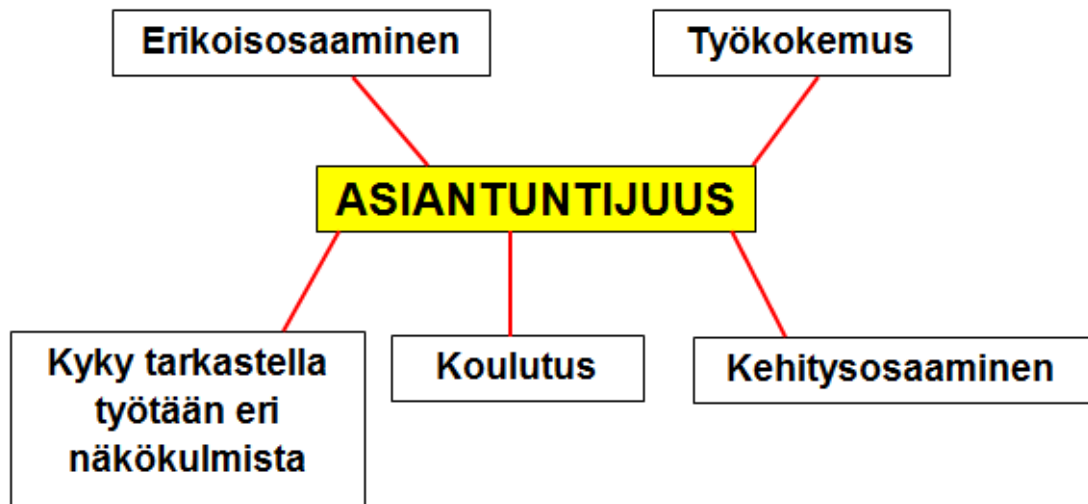 Erikoisosaaminen
Työkokemus
ASIANTUNTIJUUS
Kyky tarkastella
työtään eri
näkökulmista
Koulutus
Kehitysosaaminen